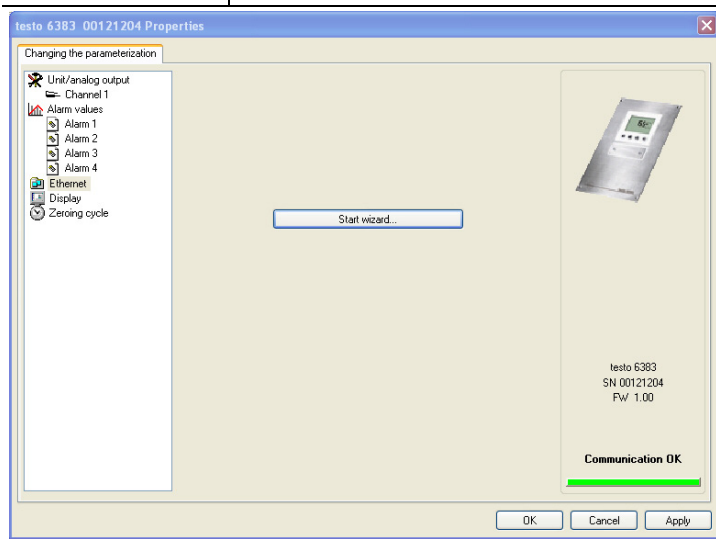 testo 6383 00121204 Properties
Changing the parameterization
Unit/analog output
Channel 1
Alarm values
Alarm 1
Alarm 2
Alarm 3
Alarm 4
Ethernet
Display
Zeroing cycle
Start wizard...
testo 6383
SN 00121204
FW 1.00
Communication OK
OK Cancel Apply